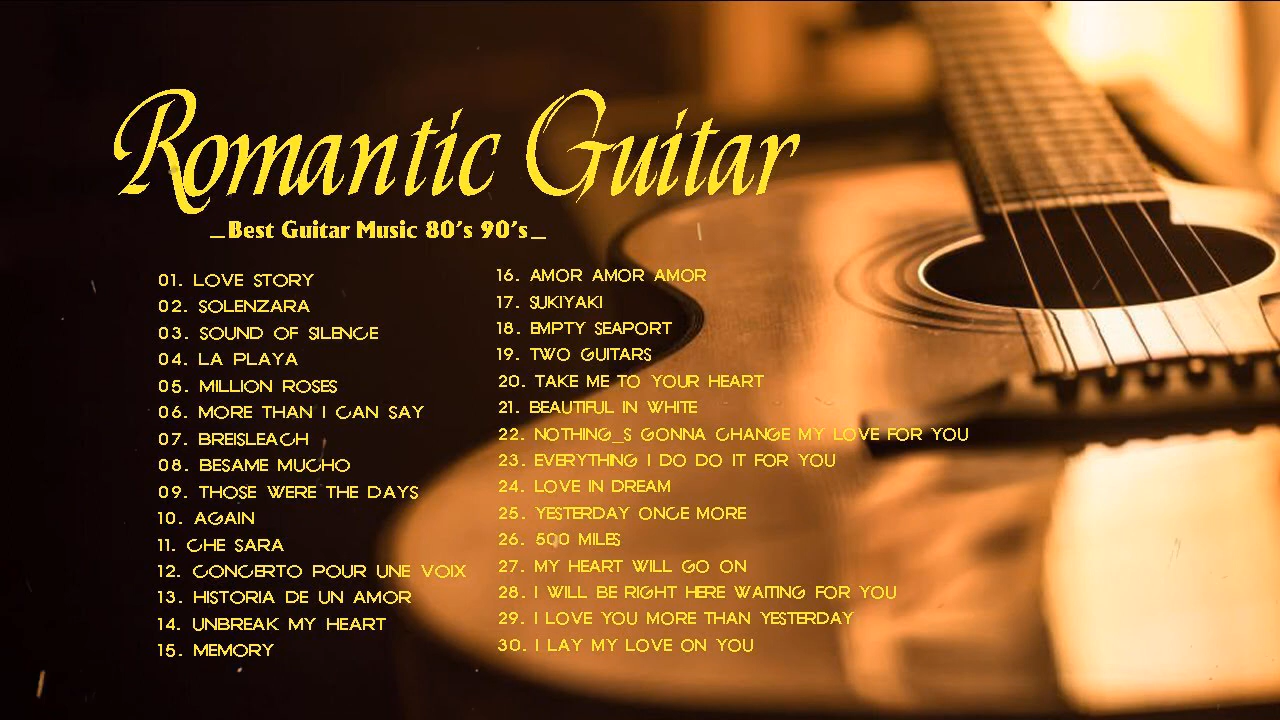 Romantic Guitar
_Best Guitar Music 80's 90's_
01. LOVE STORY
02. SOLENZARA
03. SOUND OF SILENCE
04. LA PLAYA
05. MILLION ROSES
06. MORE THAN I CAN SAY
07. BREISLEACH
08. BESAME MUCHO
09. THOSE WERE THE DAYS
10. AGAIN
11. CHE SARA
12. CONCERTO POUR UNE VOIX
13. HISTORIA DE UN AMOR
14. UNBREAK MY HEART
15. MEMORY
16. AMOR AMOR AMOR
17. SUKIYAKI
18. EMPTY SEAPORT
19. TWO GUITARS
20. TAKE ME TO YOUR HEART
21. BEAUTIFUL IN WHITE
22. NOTHING_S GONNA CHANGE MY LOVE FOR YOU
23. EVERYTHING I DO DO IT FOR YOU
24. LOVE IN DREAM
25. YESTERDAY ONCE MORE
26. 500 MILES
27. MY HEART WILL GO ON
28. I WILL BE RIGHT HERE WAITING FOR YOU
29. I LOVE YOU MORE THAN YESTERDAY
30. I LAY MY LOVE ON YOU